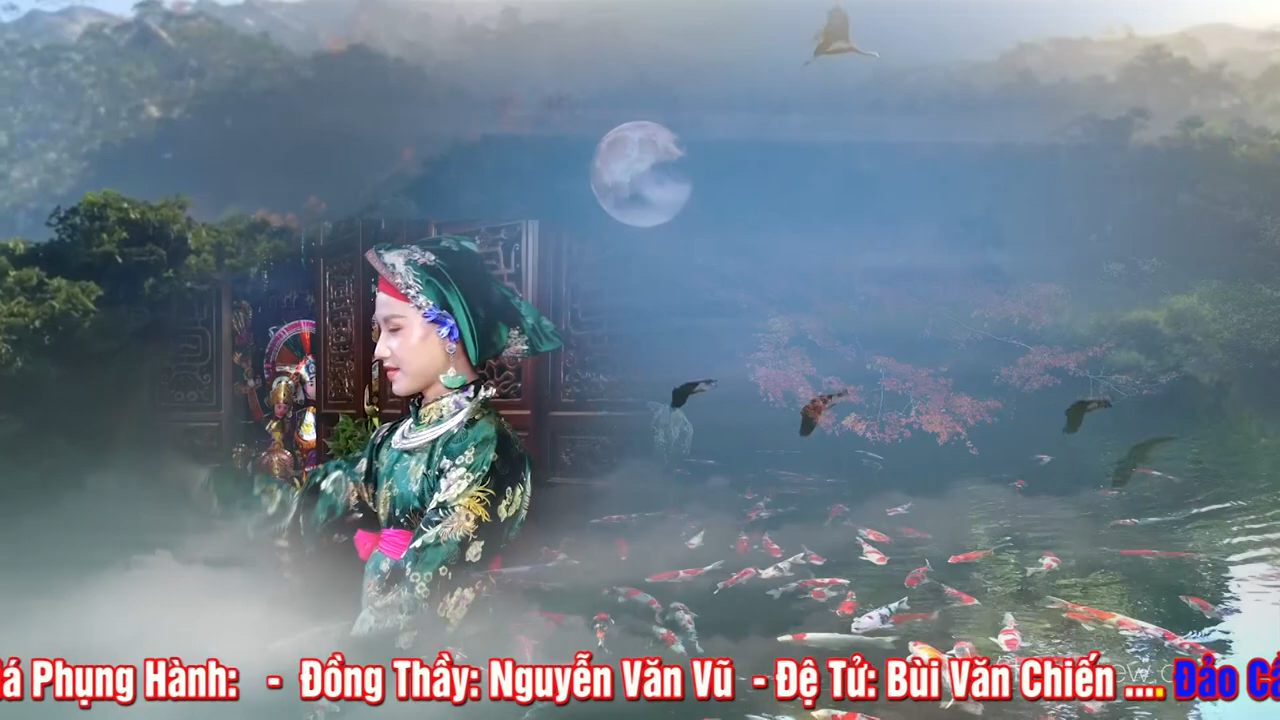 á Phụng Hành: - Đồng Thầy: Nguyễn Văn Vũ - Đệ Tử: Bùi Văn Chiến .... Đảo